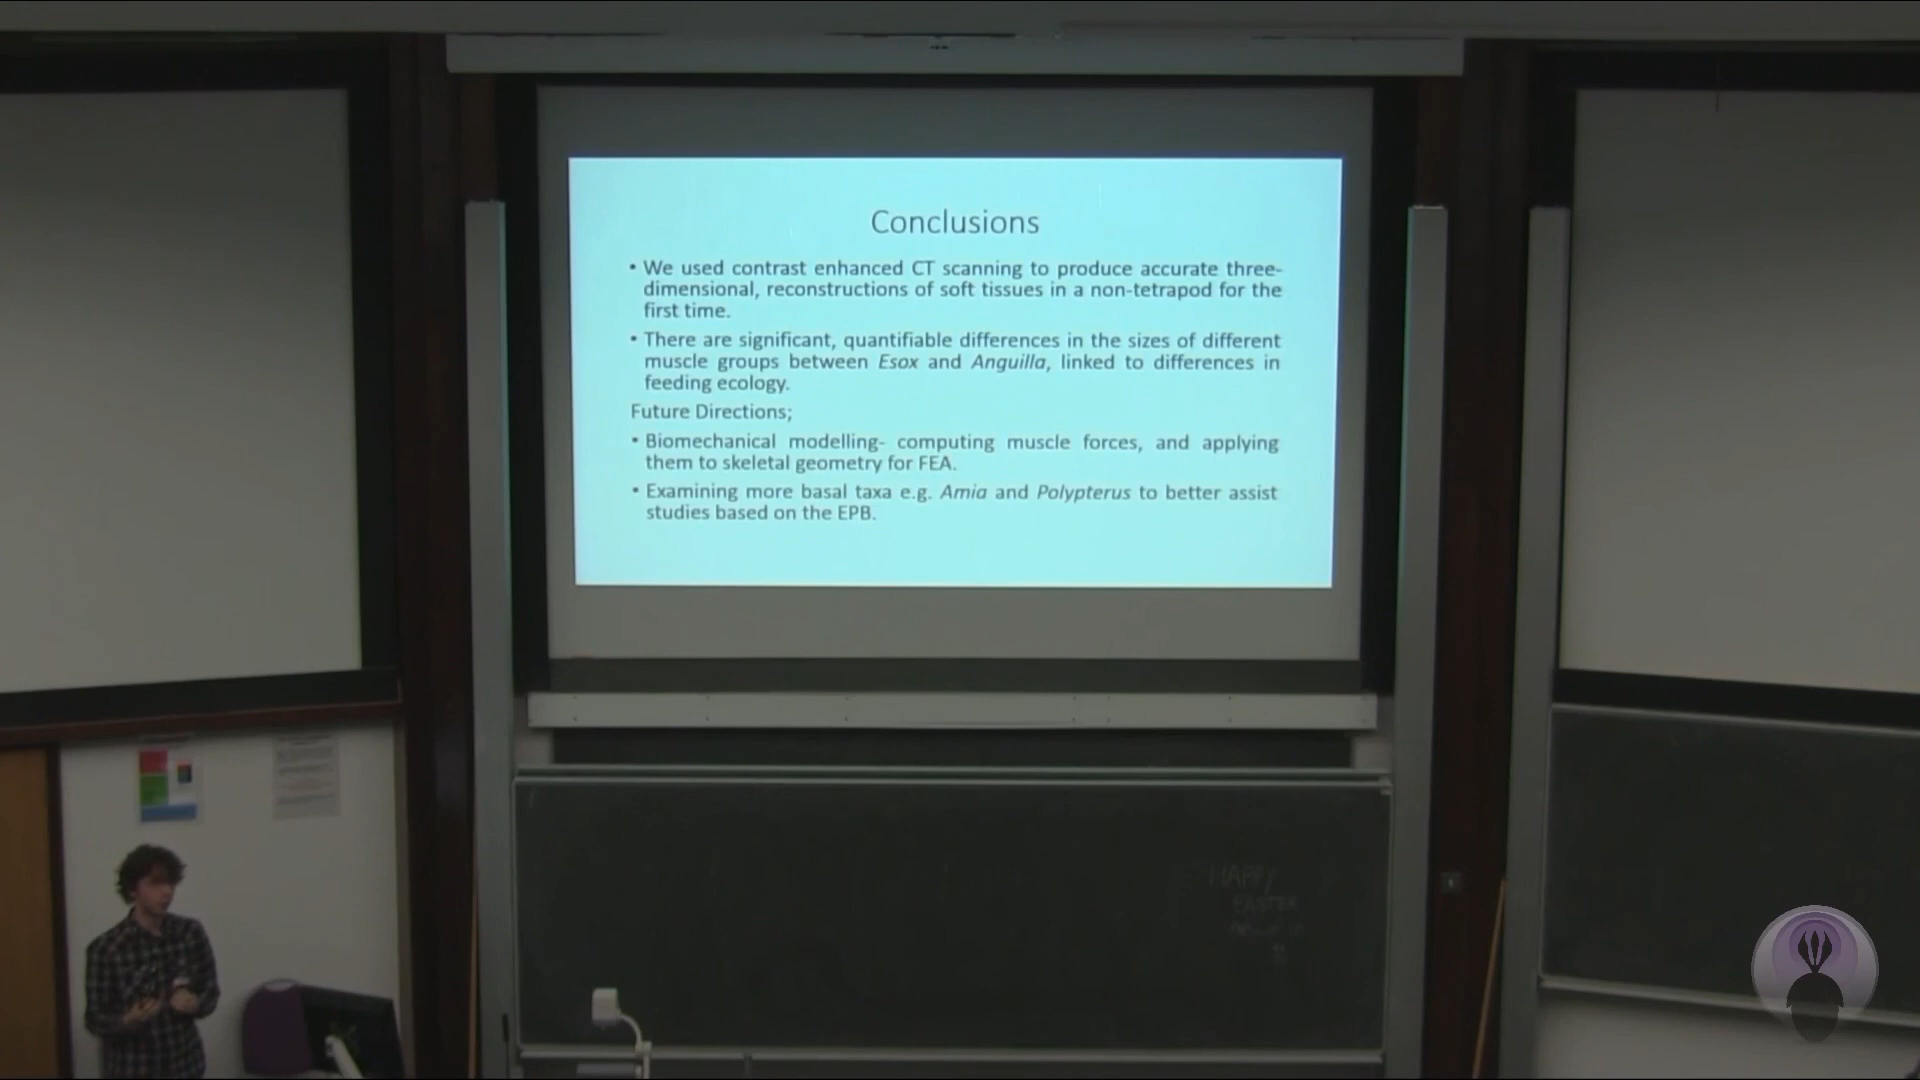 Conclusions
• We used contrast enhanced CT scanning to produce accurate three-
dimensional, reconstructions of soft tissues in a non-tetrapod for the
first time.
• There are significant, quantifiable differences in the sizes of different
muscle groups between Esox and Anguilla, linked to differences in
feeding ecology.
Future Directions;
• Biomechanical modelling- computing muscle forces, and applying
them to skeletal geometry for FEA.
• Examining more basal taxa e.g. Amia and Polypterus to better assist
studies based on the EPB.
HAPPY
EASTER